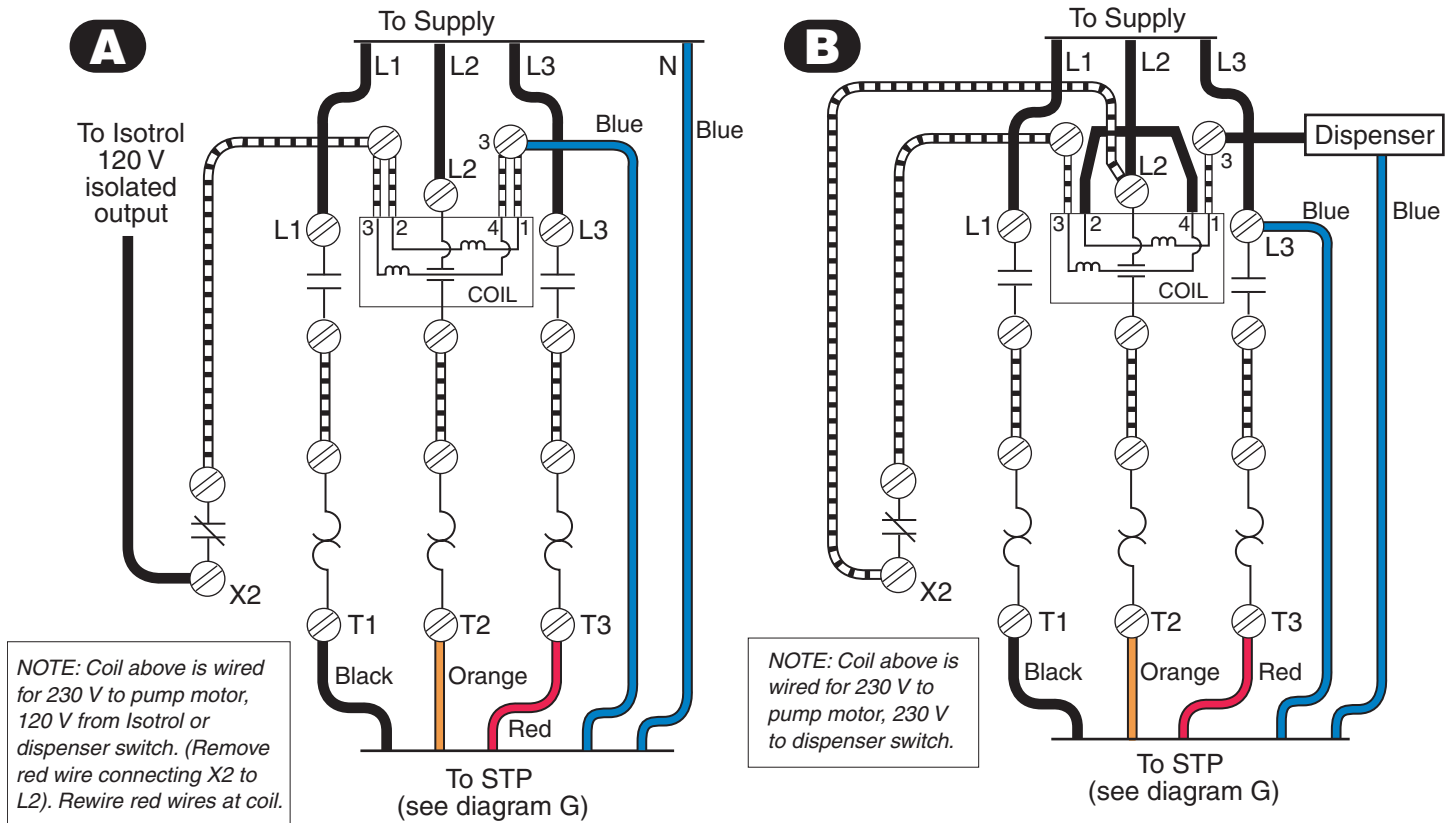 A
To Supply
L1
L2
L3
N
To Isotrol
120 V
isolated
output
3
Blue
Blue
L2
L1
3
2
4
1
L3
COIL
X2
T1
T2
T3
Black
Orange
Red
NOTE: Coil above is wired
for 230 V to pump motor,
120 V from Isotrol or
dispenser switch. (Remove
red wire connecting X2 to
L2). Rewire red wires at coil.
To STP
(see diagram G)
B
To Supply
L1
L2
L3
Dispenser
3
L2
L1
3
2
4
1
L3
Blue
Blue
COIL
X2
T1
T2
T3
Black
Orange
Red
NOTE: Coil above is
wired for 230 V to
pump motor, 230 V
to dispenser switch.
To STP
(see diagram G)